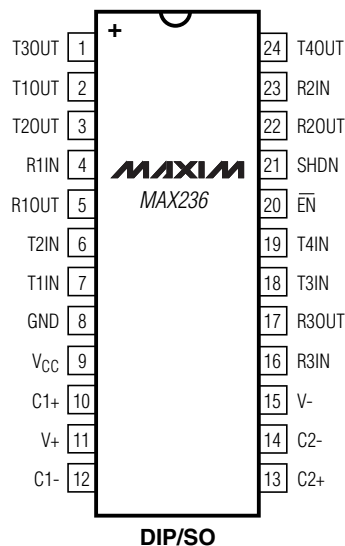 +
T3OUT 1 24 T4OUT
T1OUT 2 23 R2IN
T2OUT 3 22 R2OUT
R1IN 4 MAXIM 21 SHDN
R1OUT 5 MAX236 20 E̅N̅
T2IN 6 19 T4IN
T1IN 7 18 T3IN
GND 8 17 R3OUT
VCC 9 16 R3IN
C1+ 10 15 V-
V+ 11 14 C2-
C1- 12 13 C2+
DIP/SO